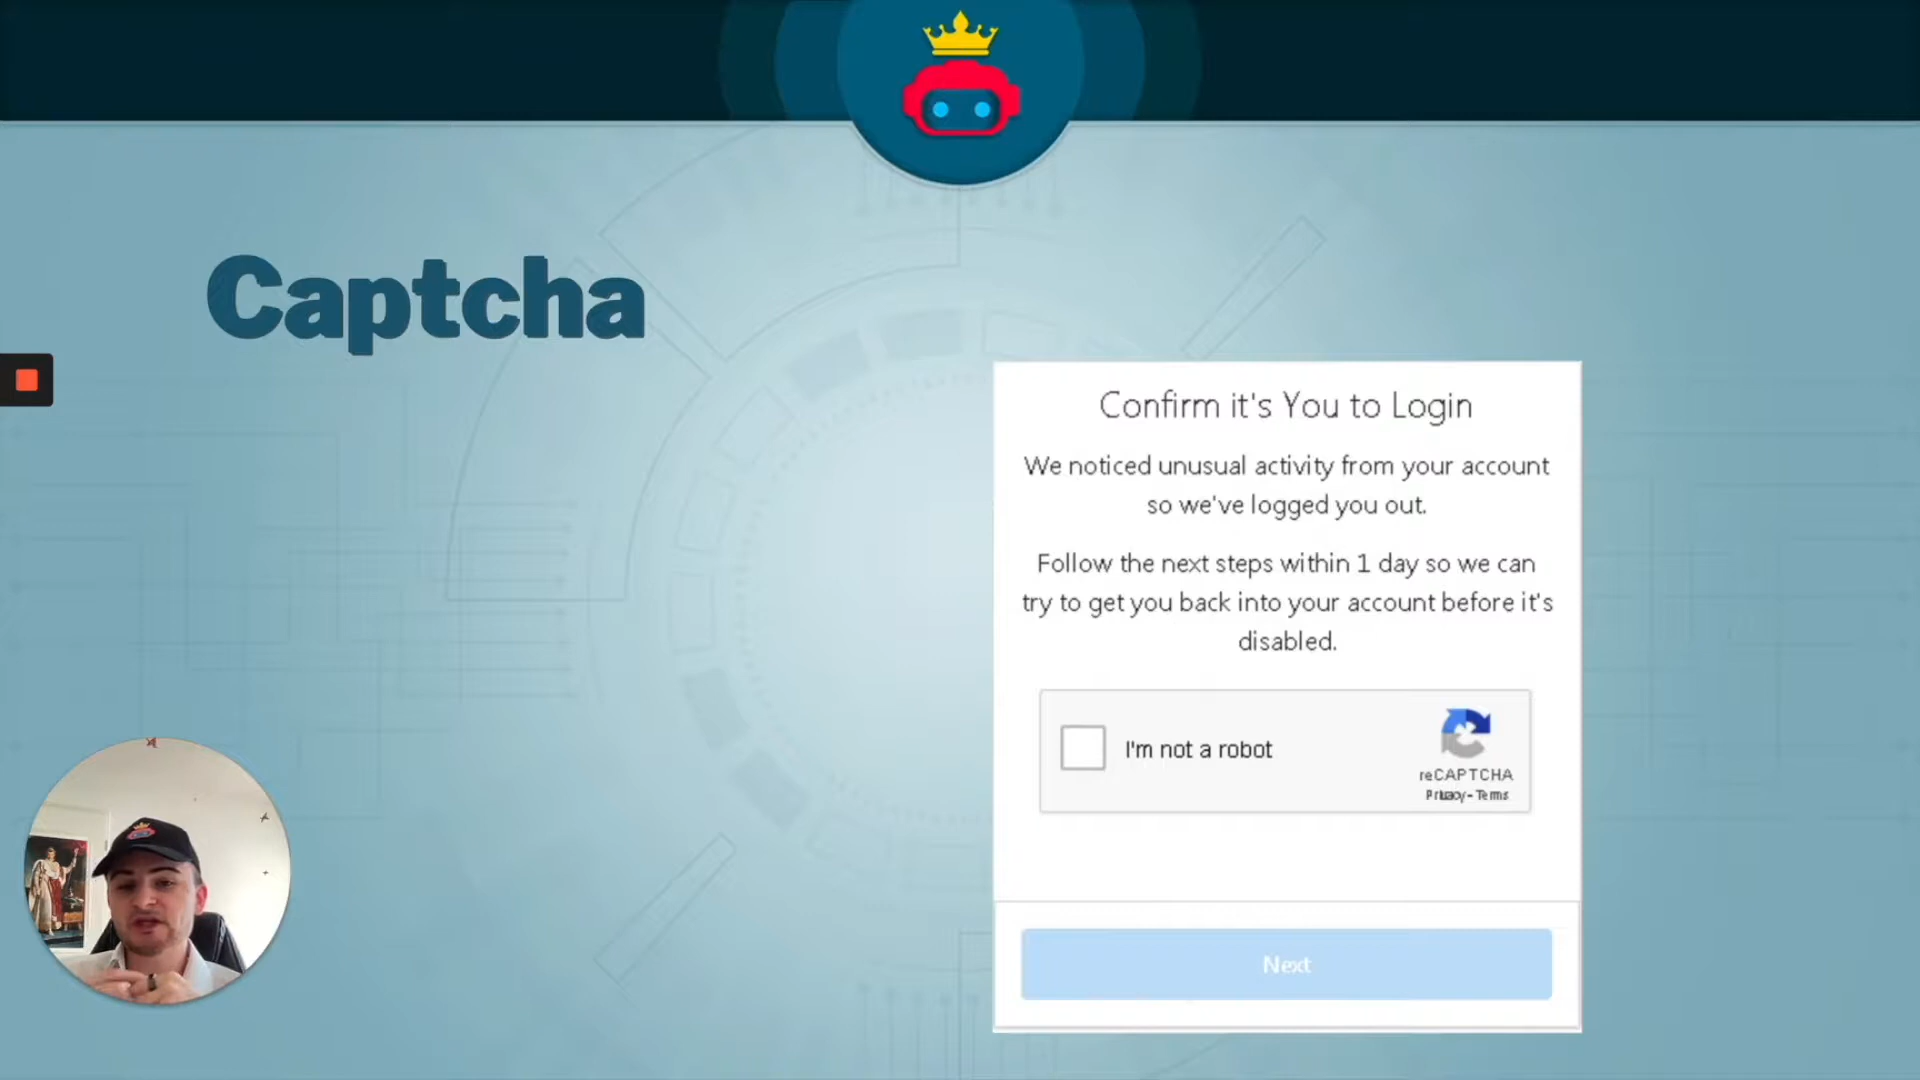 Captcha
Confirm it's You to Login
We noticed unusual activity from your account
so we've logged you out.
Follow the next steps within 1 day so we can
try to get you back into your account before it's
disabled.
I'm not a robot
reCAPTCHA
Privacy - Terms
Next